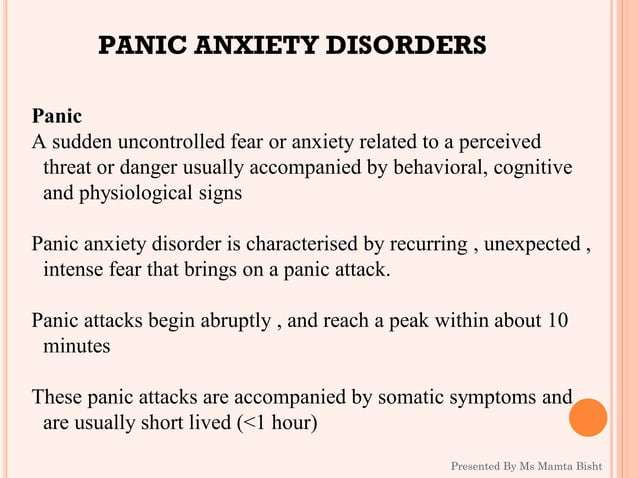 PANIC ANXIETY DISORDERS
Panic
A sudden uncontrolled fear or anxiety related to a perceived
threat or danger usually accompanied by behavioral, cognitive
and physiological signs
Panic anxiety disorder is characterised by recurring , unexpected ,
intense fear that brings on a panic attack.
Panic attacks begin abruptly , and reach a peak within about 10
minutes
These panic attacks are accompanied by somatic symptoms and
are usually short lived (<1 hour)
Presented By Ms Mamta Bisht